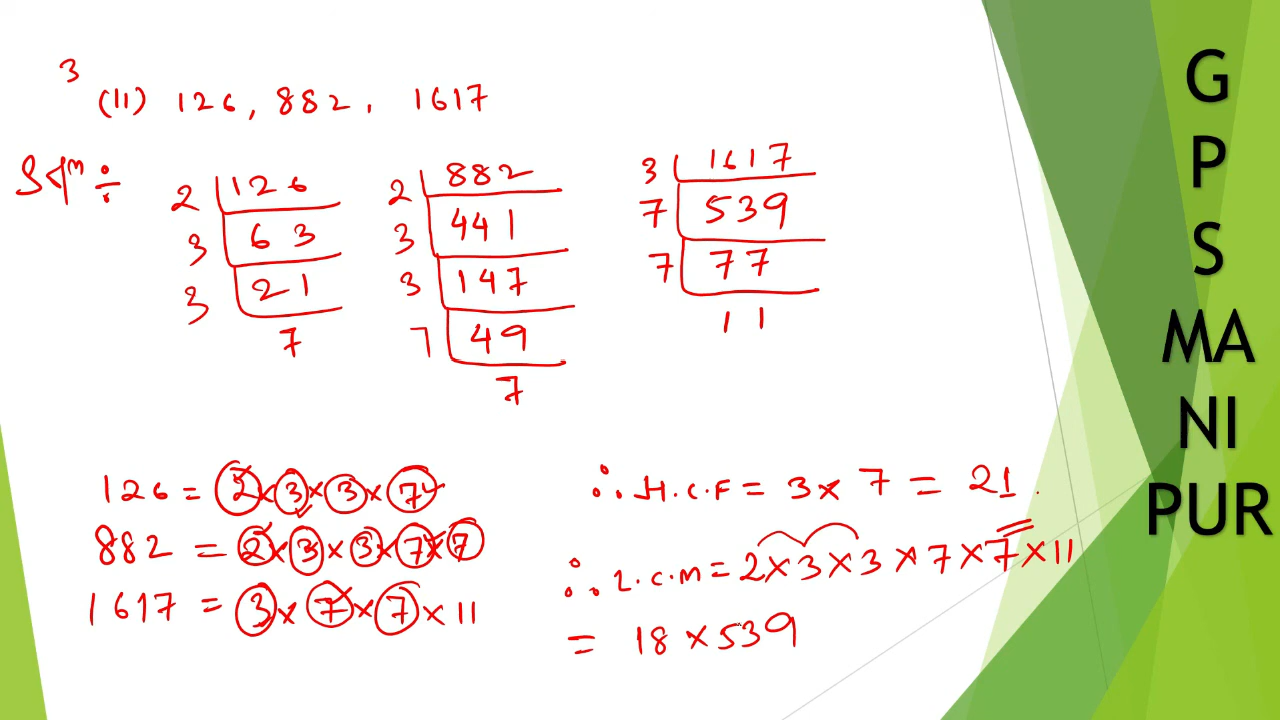 3
(II) 126, 882, 1617
2 126
3 63
3 21
7
2 882
3 441
3 147
7 49
7
3 1617
7 539
7 77
11
126 = 2 × 3 × 3 × 7
882 = 2 × 3 × 3 × 7 × 7
1617 = 3 × 7 × 7 × 11
∴ H.C.F = 3 × 7 = 21.
∴ L.C.M = 2 × 3 × 3 × 7 × 7 × 11
= 18 × 539
G
P
S
MA
NI
PUR